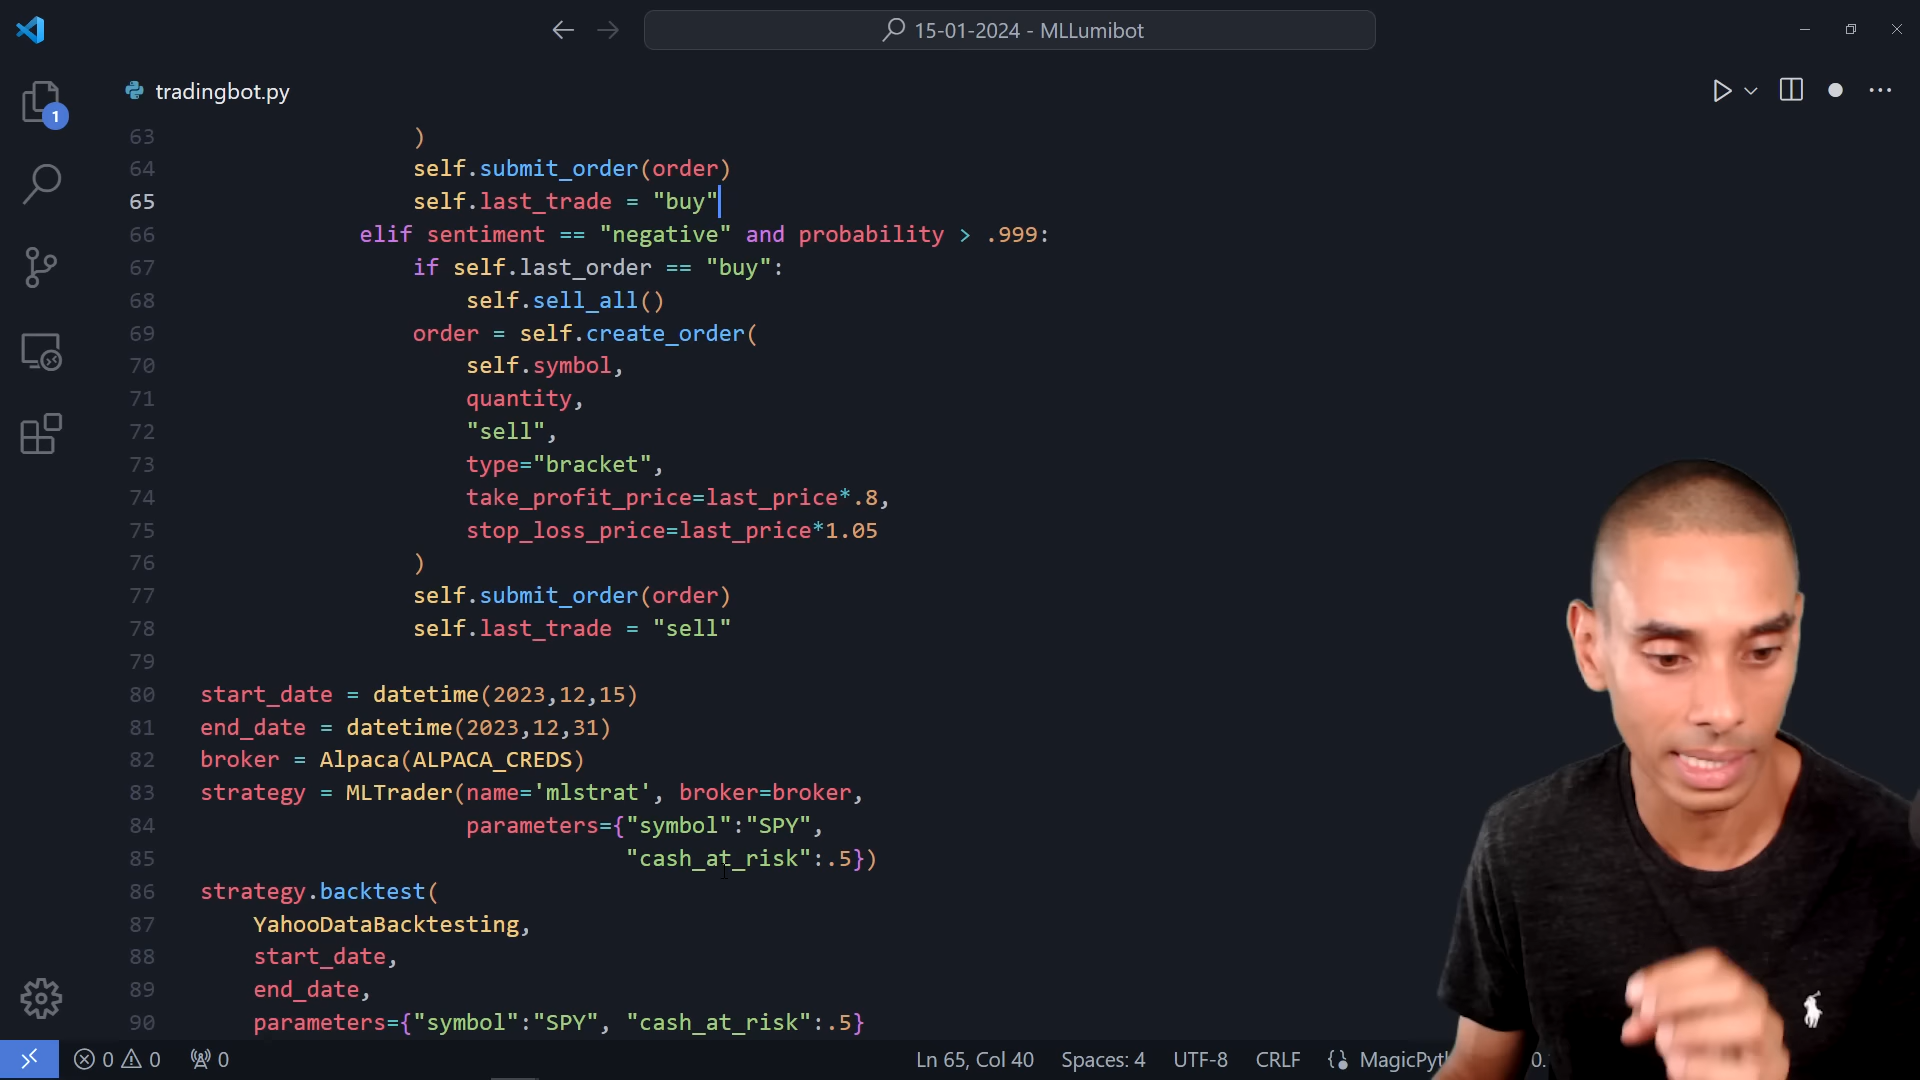 15-01-2024 - MLLumibot
1
tradingbot.py
63 )
64 self.submit_order(order)
65 self.last_trade = "buy"
66 elif sentiment == "negative" and probability > .999:
67 if self.last_order == "buy":
68 self.sell_all()
69 order = self.create_order(
70 self.symbol,
71 quantity,
72 "sell",
73 type="bracket",
74 take_profit_price=last_price*.8,
75 stop_loss_price=last_price*1.05
76 )
77 self.submit_order(order)
78 self.last_trade = "sell"
79
80 start_date = datetime(2023,12,15)
81 end_date = datetime(2023,12,31)
82 broker = Alpaca(ALPACA_CREDS)
83 strategy = MLTrader(name='mlstrat', broker=broker,
84 parameters={"symbol":"SPY",
85 "cash_at_risk":.5})
86 strategy.backtest(
87 YahooDataBacktesting,
88 start_date,
89 end_date,
90 parameters={"symbol":"SPY", "cash_at_risk":.5}
0 0 0 Ln 65, Col 40 Spaces: 4 UTF-8 CRLF {}